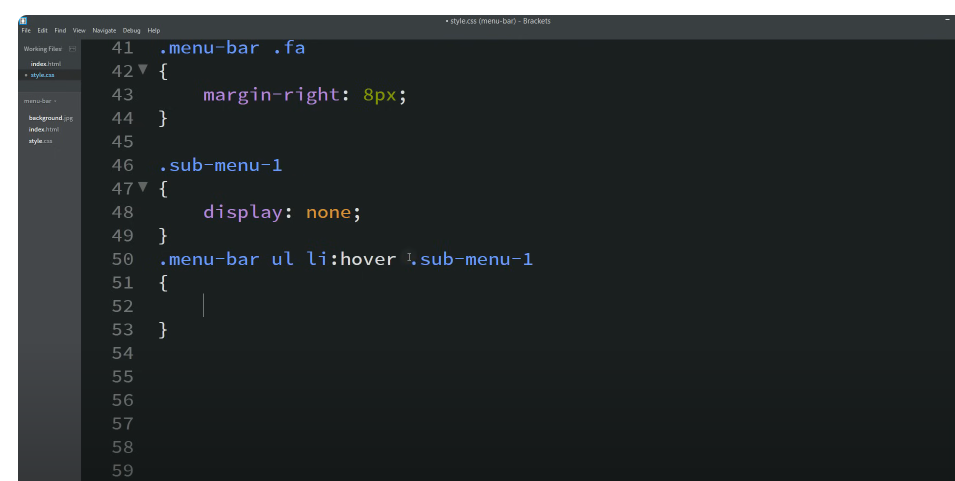 • style.css (menu-bar) - Brackets
File Edit Find View Navigate Debug Help
Working Files
index.html
• style.css
menu-bar
background.jpg
index.html
style.css
41 .menu-bar .fa
42 {
43 margin-right: 8px;
44 }
45
46 .sub-menu-1
47 {
48 display: none;
49 }
50 .menu-bar ul li:hover .sub-menu-1
51 {
52
53 }
54
55
56
57
58
59